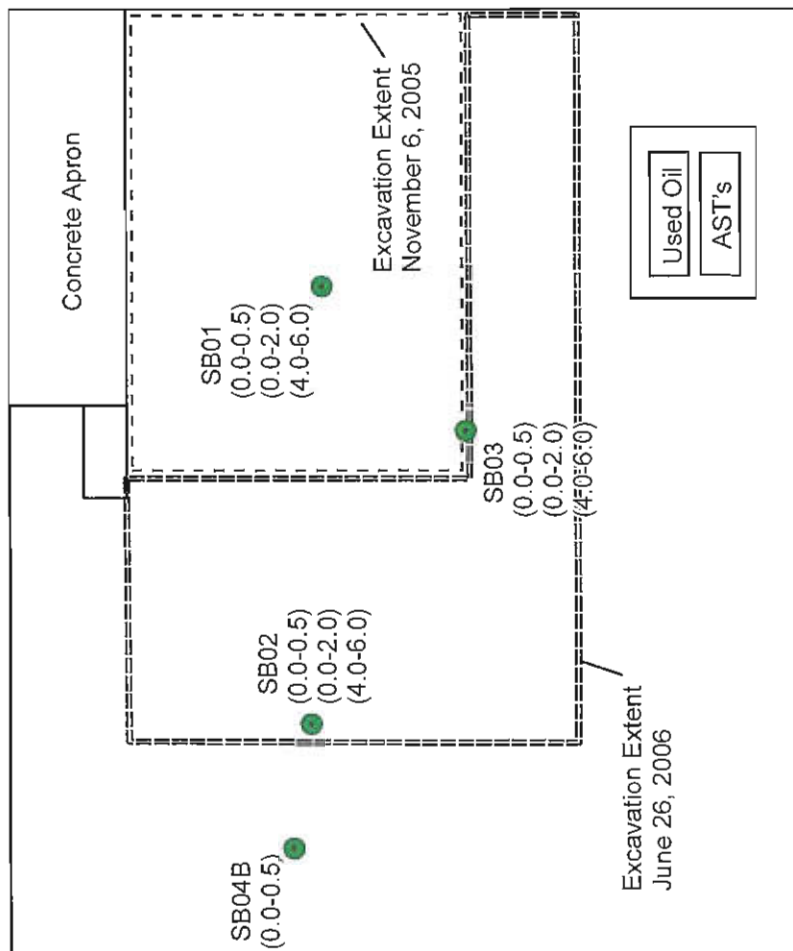 Concrete Apron
Excavation Extent
November 6, 2005
SB01
(0.0-0.5)
(0.0-2.0)
(4.0-6.0)
Used Oil
AST's
SB03
(0.0-0.5)
(0.0-2.0)
(4.0-6.0)
SB02
(0.0-0.5)
(0.0-2.0)
(4.0-6.0)
SB04B
(0.0-0.5)
Excavation Extent
June 26, 2006